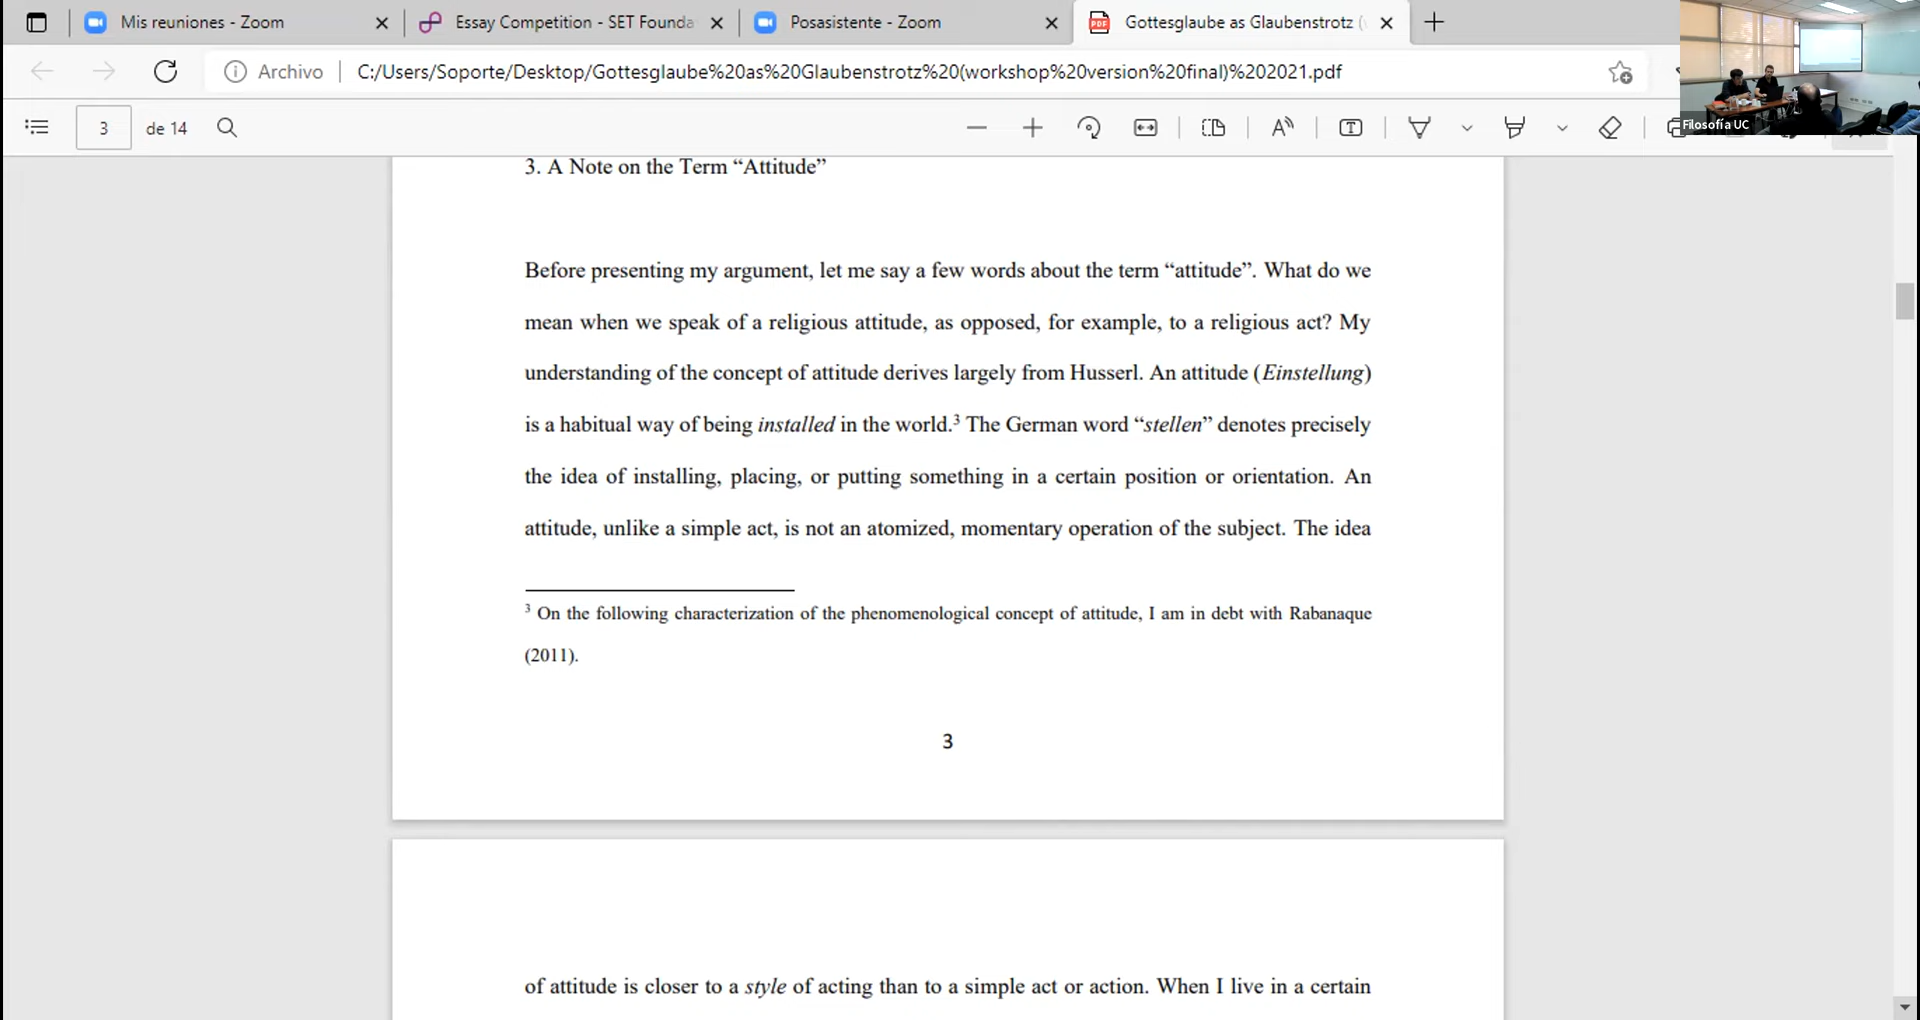 Mis reuniones - Zoom
Essay Competition - SET Founda
Posasistente - Zoom
Gottesglaube as Glaubenstrotz (
Archivo
C:/Users/Soporte/Desktop/Gottesglaube%20as%20Glaubenstrotz%20(workshop%20version%20final)%202021.pdf
3 de 14
Filosofía UC
3. A Note on the Term “Attitude”
Before presenting my argument, let me say a few words about the term “attitude”. What do we
mean when we speak of a religious attitude, as opposed, for example, to a religious act? My
understanding of the concept of attitude derives largely from Husserl. An attitude (Einstellung)
is a habitual way of being installed in the world.³ The German word “stellen” denotes precisely
the idea of installing, placing, or putting something in a certain position or orientation. An
attitude, unlike a simple act, is not an atomized, momentary operation of the subject. The idea
³ On the following characterization of the phenomenological concept of attitude, I am in debt with Rabanaque
(2011).
3
of attitude is closer to a style of acting than to a simple act or action. When I live in a certain